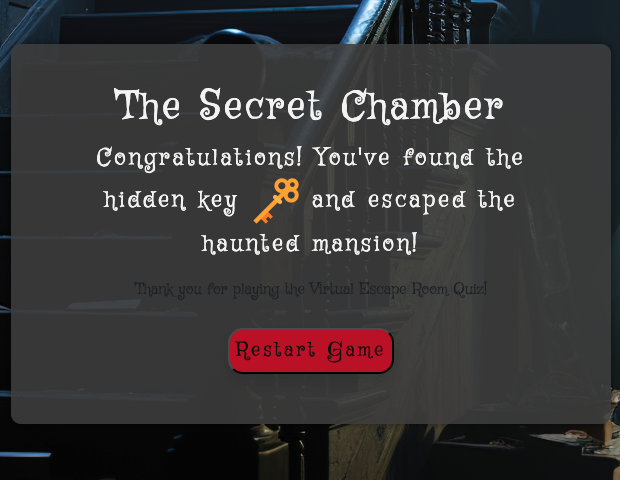 The Secret Chamber
Congratulations! You've found the
hidden key and escaped the
haunted mansion!
Thank you for playing the Virtual Escape Room Quiz!
Restart Game